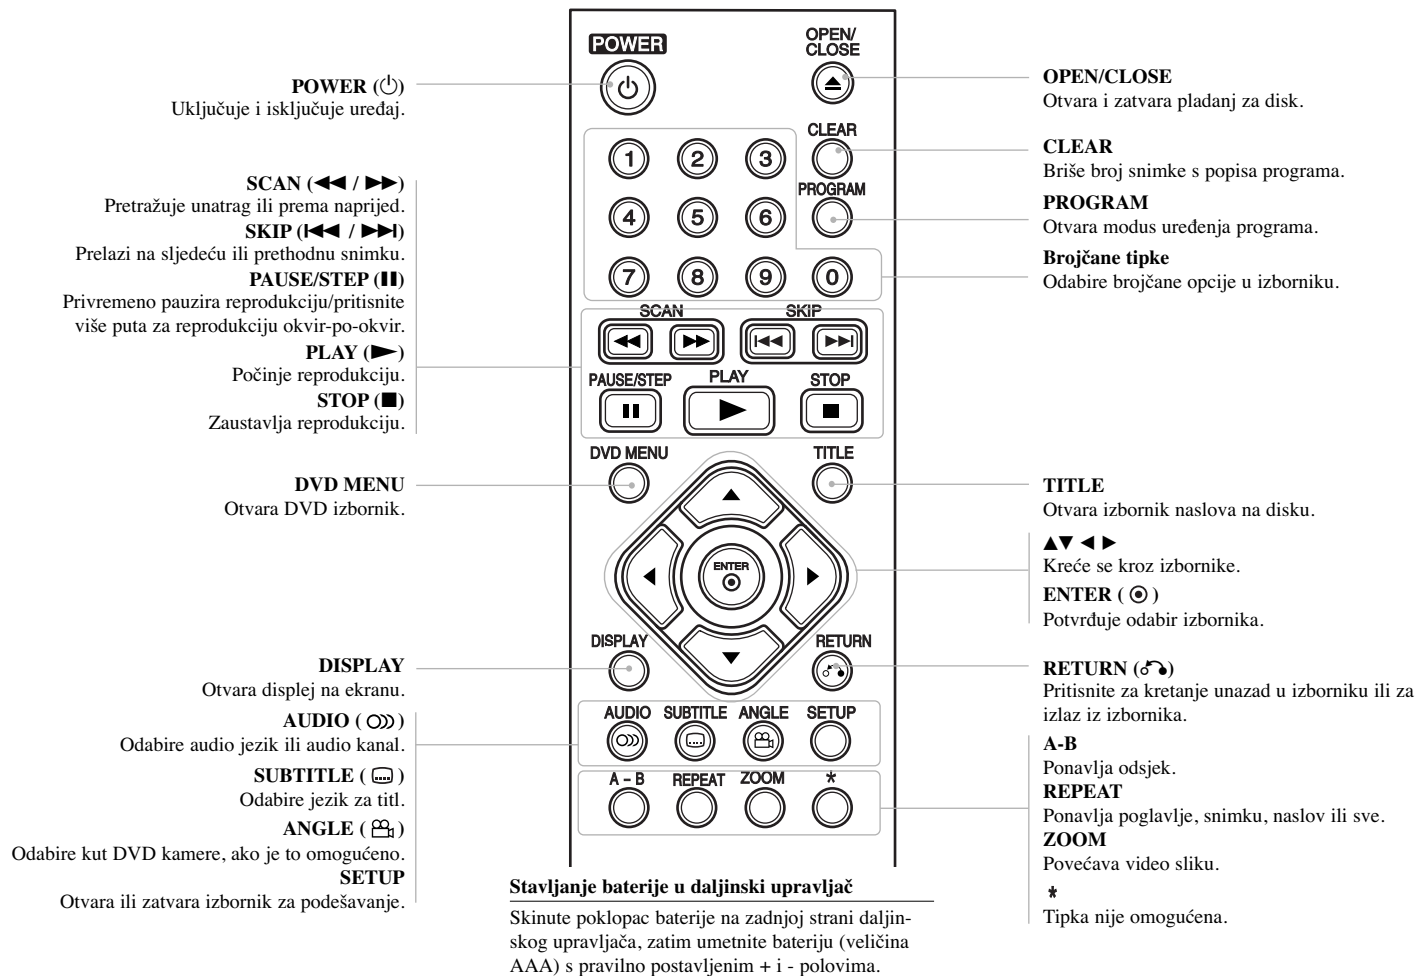 POWER (⏻)
Uključuje i isključuje uređaj.
SCAN (◀◀ / ▶▶)
Pretražuje unatrag ili prema naprijed.
SKIP (I◀◀ / ▶▶I)
Prelazi na sljedeću ili prethodnu snimku.
PAUSE/STEP (II)
Privremeno pauzira reprodukciju/pritisnite
više puta za reprodukciju okvir-po-okvir.
PLAY (▶)
Počinje reprodukciju.
STOP (■)
Zaustavlja reprodukciju.
DVD MENU
Otvara DVD izbornik.
DISPLAY
Otvara displej na ekranu.
AUDIO ( )
Odabire audio jezik ili audio kanal.
SUBTITLE ( )
Odabire jezik za titl.
ANGLE ( )
Odabire kut DVD kamere, ako je to omogućeno.
SETUP
Otvara ili zatvara izbornik za podešavanje.
POWER
OPEN/
CLOSE
CLEAR
1 2 3
PROGRAM
4 5 6
7 8 9 0
SCAN SKIP
PAUSE/STEP PLAY STOP
DVD MENU TITLE
ENTER
DISPLAY RETURN
AUDIO SUBTITLE ANGLE SETUP
A – B REPEAT ZOOM *
OPEN/CLOSE
Otvara i zatvara pladanj za disk.
CLEAR
Briše broj snimke s popisa programa.
PROGRAM
Otvara modus uređenja programa.
Brojčane tipke
Odabire brojčane opcije u izborniku.
TITLE
Otvara izbornik naslova na disku.
▲▼ ◀ ▶
Kreće se kroz izbornike.
ENTER ( ◉ )
Potvrđuje odabir izbornika.
RETURN ( )
Pritisnite za kretanje unazad u izborniku ili za
izlaz iz izbornika.
A-B
Ponavlja odsjek.
REPEAT
Ponavlja poglavlje, snimku, naslov ili sve.
ZOOM
Povećava video sliku.
*
Tipka nije omogućena.
Stavljanje baterije u daljinski upravljač
Skinute poklopac baterije na zadnjoj strani daljin-
skog upravljača, zatim umetnite bateriju (veličina
AAA) s pravilno postavljenim + i - polovima.